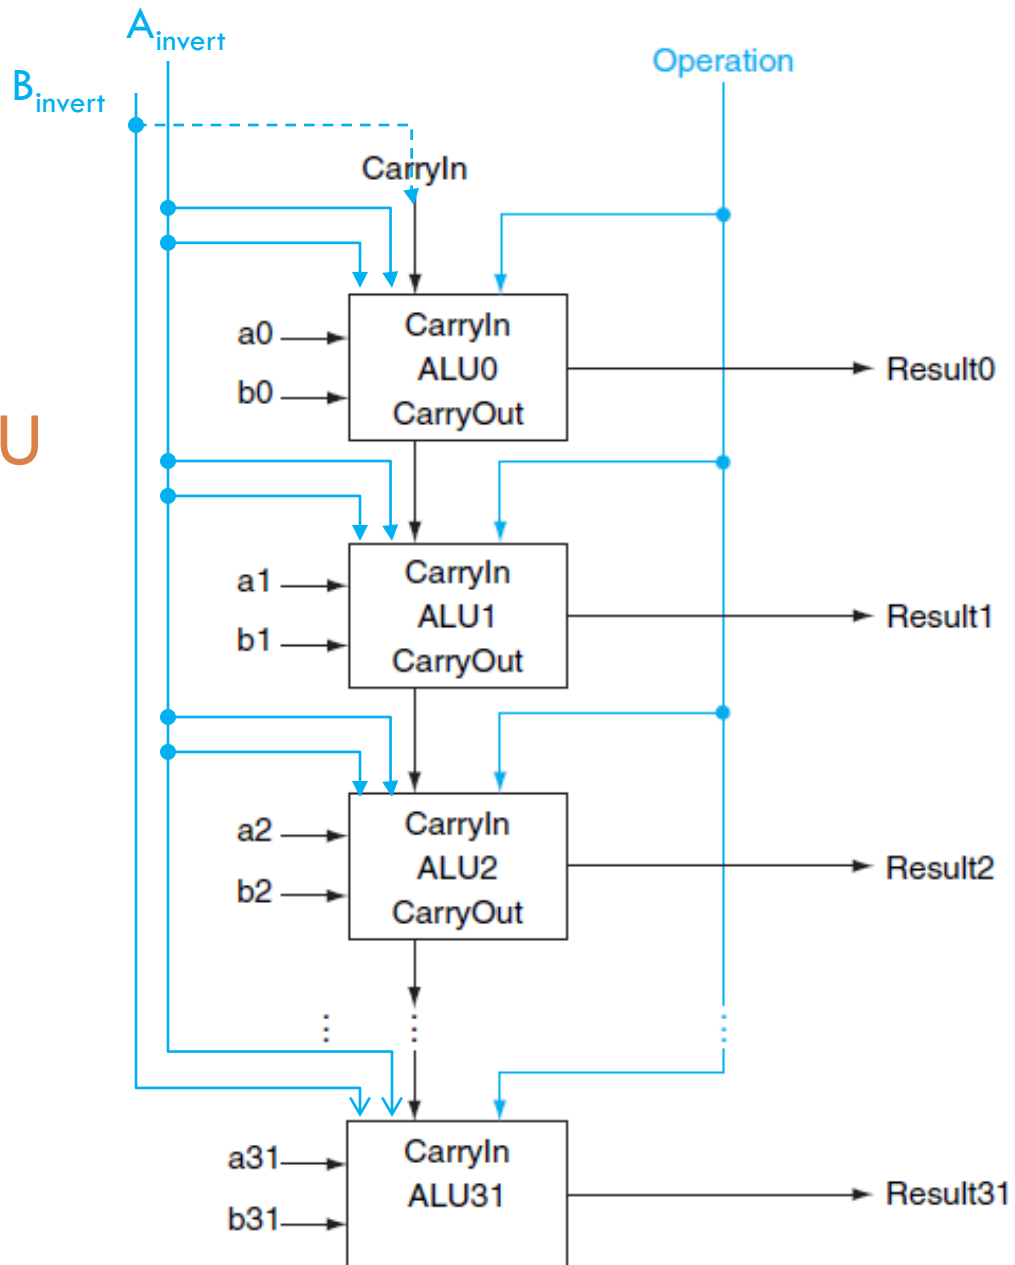 Ainvert
Binvert
Operation
CarryIn
CarryIn
a0
ALU0
Result0
b0
CarryOut
U
CarryIn
a1
ALU1
Result1
b1
CarryOut
CarryIn
a2
ALU2
Result2
b2
CarryOut
CarryIn
a31
ALU31
Result31
b31